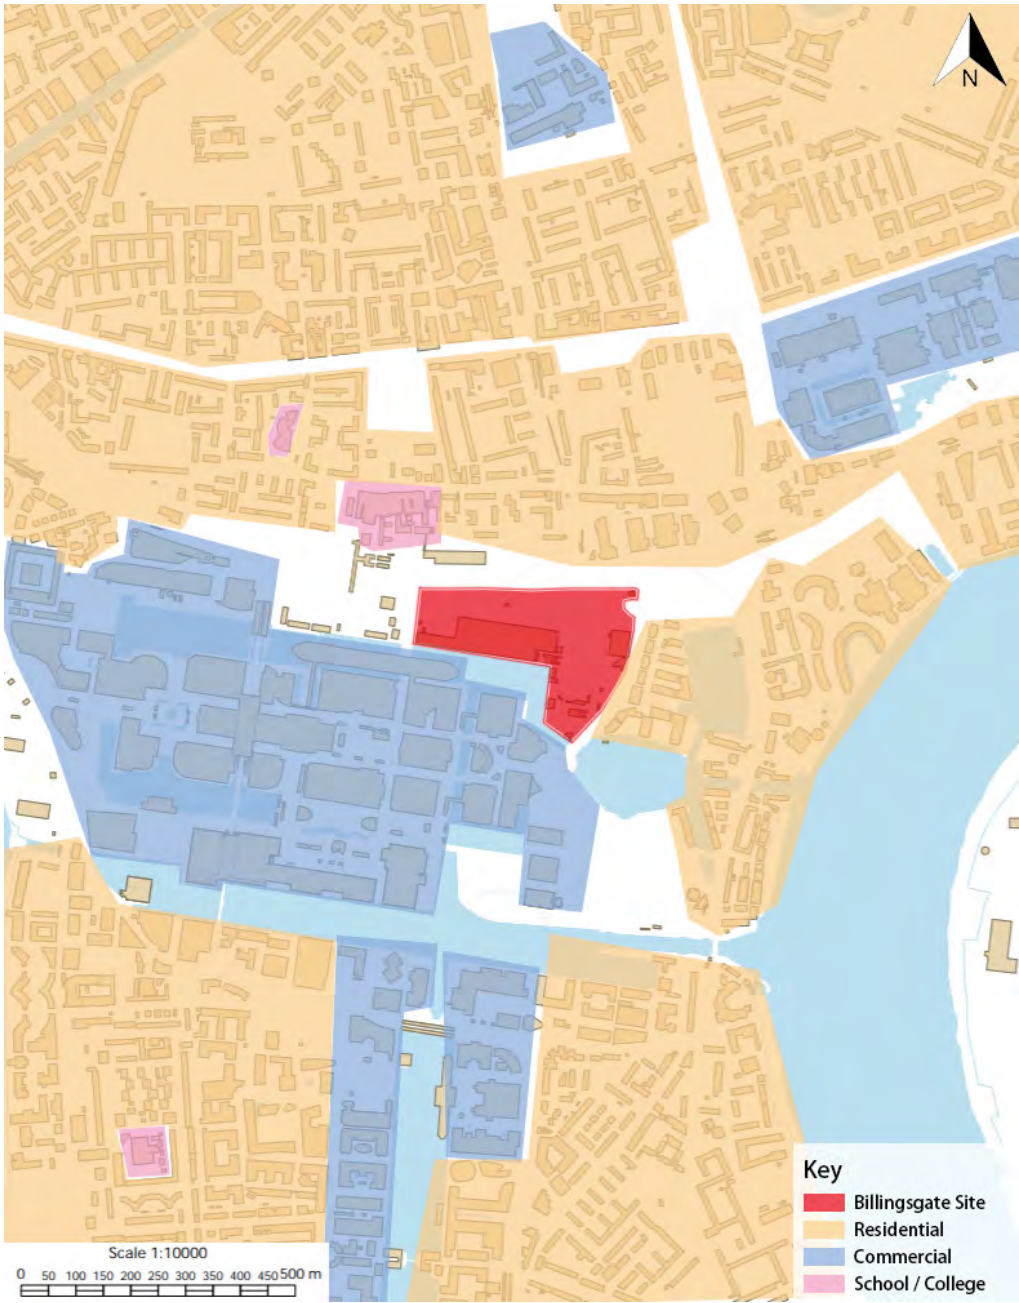 N
Key
Billingsgate Site
Residential
Commercial
School / College
Scale 1:10000
0 50 100 150 200 250 300 350 400 450 500 m